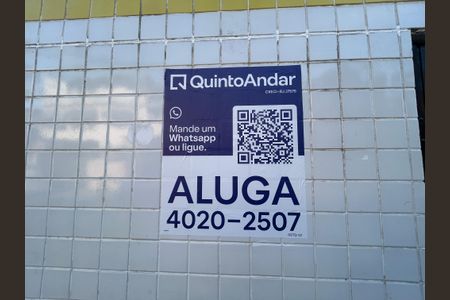 QuintoAndar
Mande um
Whatsapp
ou ligue.
ALUGA
4020-2507